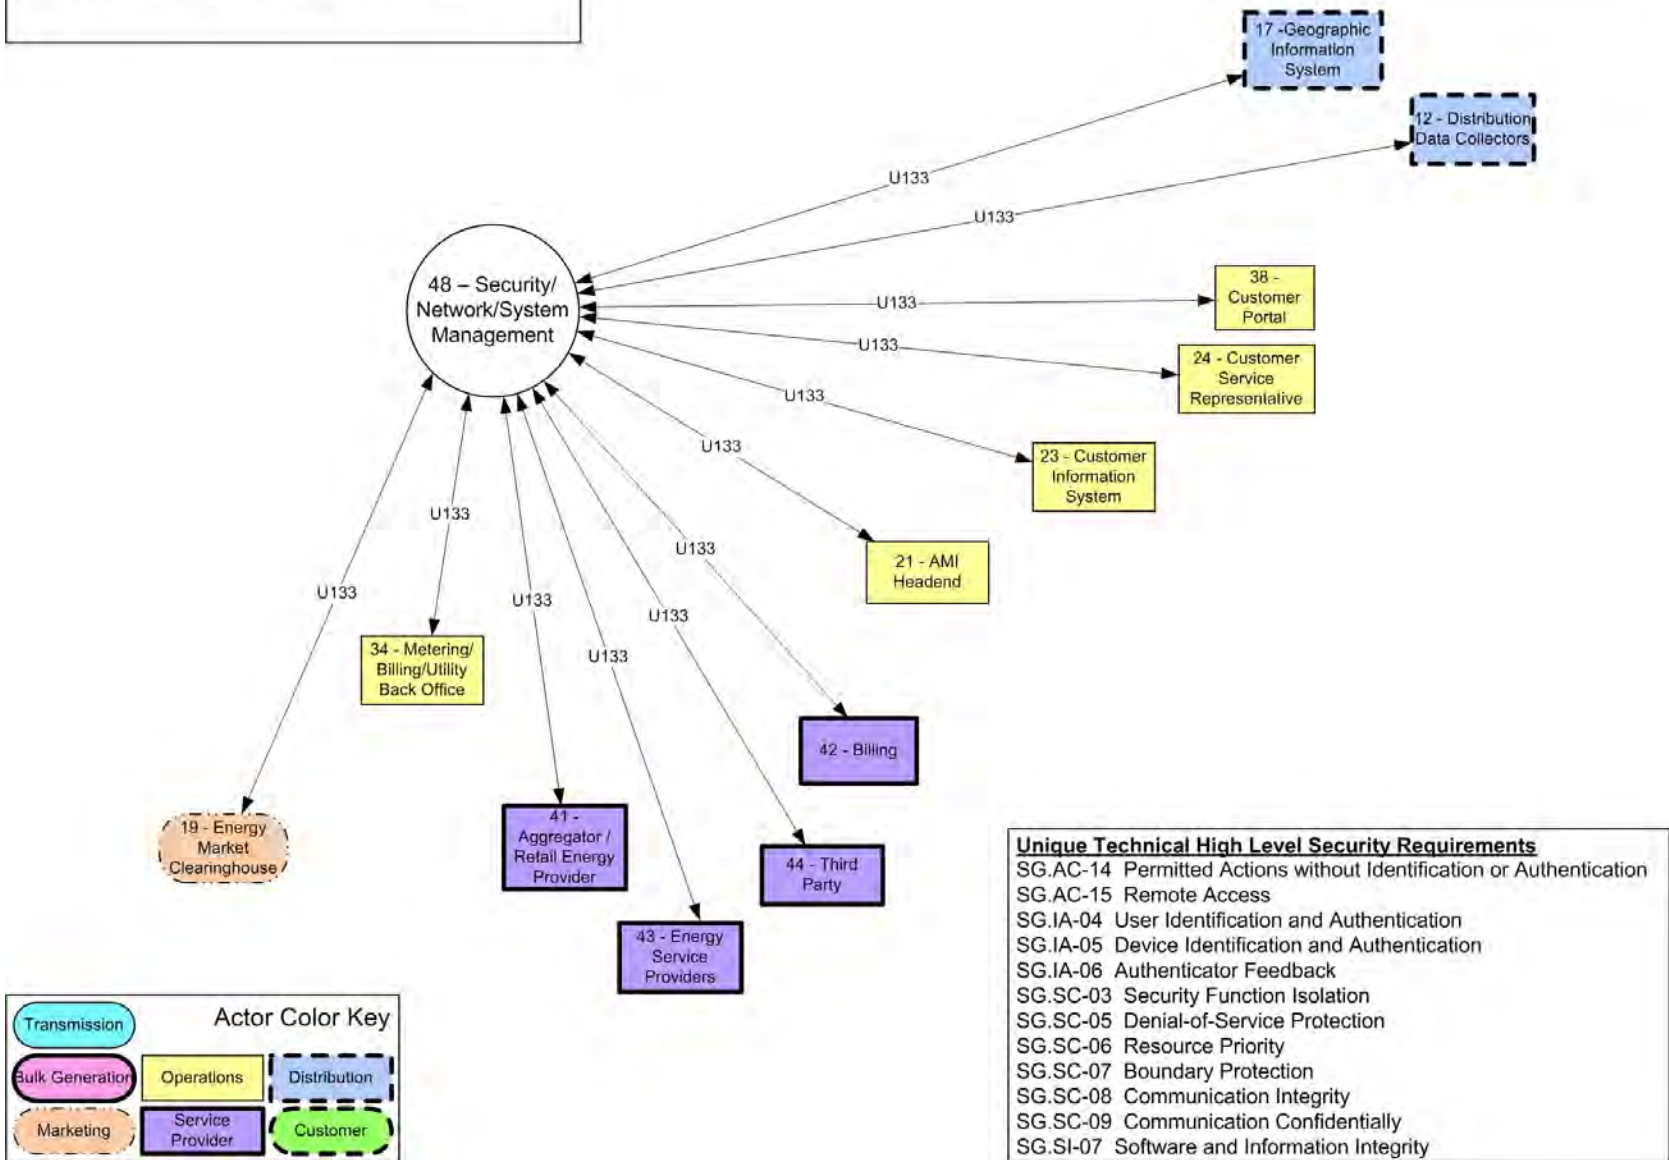 17 -Geographic
Information
System
12 - Distribution
Data Collectors
U133
U133
48 – Security/
Network/System
Management
38 -
Customer
Portal
U133
24 - Customer
Service
Representative
U133
U133
23 - Customer
Information
System
U133
U133
U133
21 - AMI
Headend
U133
U133
U133
U133
34 - Metering/
Billing/Utility
Back Office
42 - Billing
19 - Energy
Market
Clearinghouse
41 -
Aggregator /
Retail Energy
Provider
44 - Third
Party
43 - Energy
Service
Providers
Unique Technical High Level Security Requirements
SG.AC-14 Permitted Actions without Identification or Authentication
SG.AC-15 Remote Access
SG.IA-04 User Identification and Authentication
SG.IA-05 Device Identification and Authentication
SG.IA-06 Authenticator Feedback
SG.SC-03 Security Function Isolation
SG.SC-05 Denial-of-Service Protection
SG.SC-06 Resource Priority
SG.SC-07 Boundary Protection
SG.SC-08 Communication Integrity
SG.SC-09 Communication Confidentially
SG.SI-07 Software and Information Integrity
Actor Color Key
Transmission
Bulk Generation
Operations
Distribution
Marketing
Service
Provider
Customer